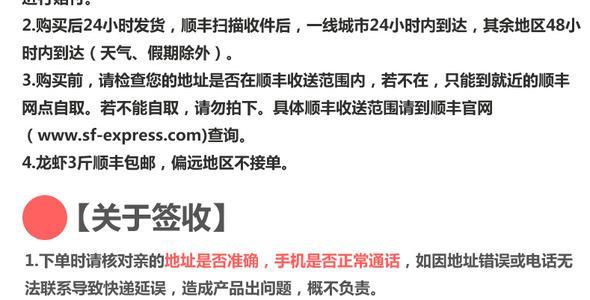 2.购买后24小时发货，顺丰扫描收件后，一线城市24小时内到达，其余地区48小
时内到达（天气、假期除外）。
3.购买前，请检查您的地址是否在顺丰收送范围内，若不在，只能到就近的顺丰
网点自取。若不能自取，请勿拍下。具体顺丰收送范围请到顺丰官网
（www.sf-express.com)查询。
4.龙虾3斤顺丰包邮，偏远地区不接单。
【关于签收】
1.下单时请核对亲的地址是否准确，手机是否正常通话，如因地址错误或电话无
法联系导致快递延误，造成产品出问题，概不负责。